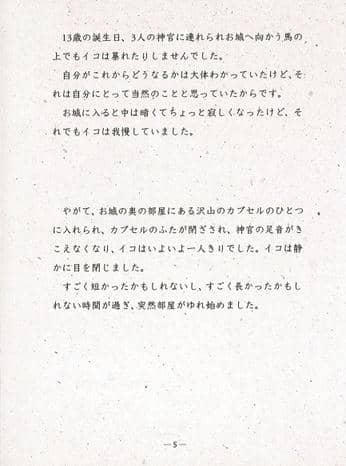 13歳の誕生日、3人の神官に連れられお城へ向かう馬の
上でもイコは暴れたりしませんでした。
自分がこれからどうなるかは大体わかっていたけど、そ
れは自分にとって当然のことと思っていたからです。
お城に入ると中は暗くてちょっと寂しくなったけど、そ
れでもイコは我慢していました。
やがて、お城の奥の部屋にある沢山のカプセルのひとつ
に入れられ、カプセルのふたが閉ざされ、神官の足音がき
こえなくなり、イコはいよいよ一人きりでした。イコは静
かに目を閉じました。
すごく短かったかもしれないし、すごく長かったかもし
れない時間が過ぎ、突然部屋がゆれ始めました。
—5—